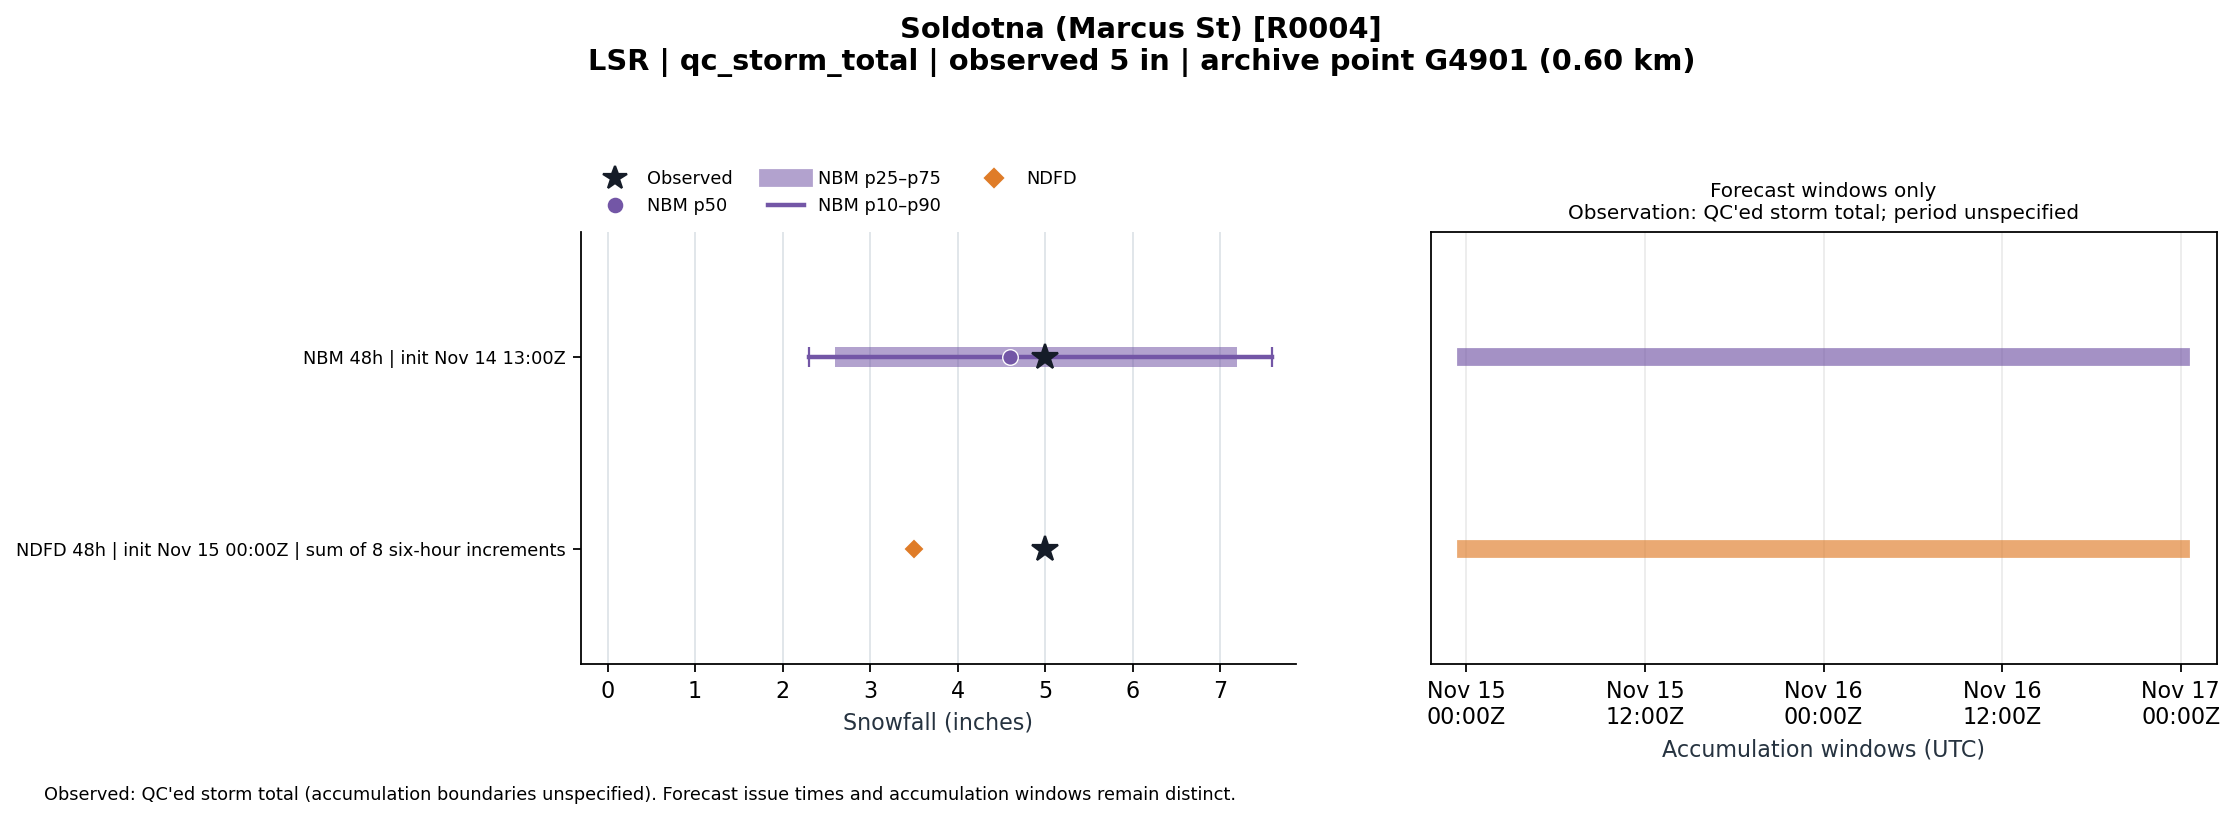 Soldotna (Marcus St) [R0004]
LSR | qc_storm_total | observed 5 in | archive point G4901 (0.60 km)
Observed
NBM p25–p75
NDFD
NBM p50
NBM p10–p90
Forecast windows only
Observation: QC'ed storm total; period unspecified
NBM 48h | init Nov 14 13:00Z
NDFD 48h | init Nov 15 00:00Z | sum of 8 six-hour increments
0 1 2 3 4 5 6 7
Snowfall (inches)
Nov 15 Nov 15 Nov 16 Nov 16 Nov 17
00:00Z 12:00Z 00:00Z 12:00Z 00:00Z
Accumulation windows (UTC)
Observed: QC'ed storm total (accumulation boundaries unspecified). Forecast issue times and accumulation windows remain distinct.